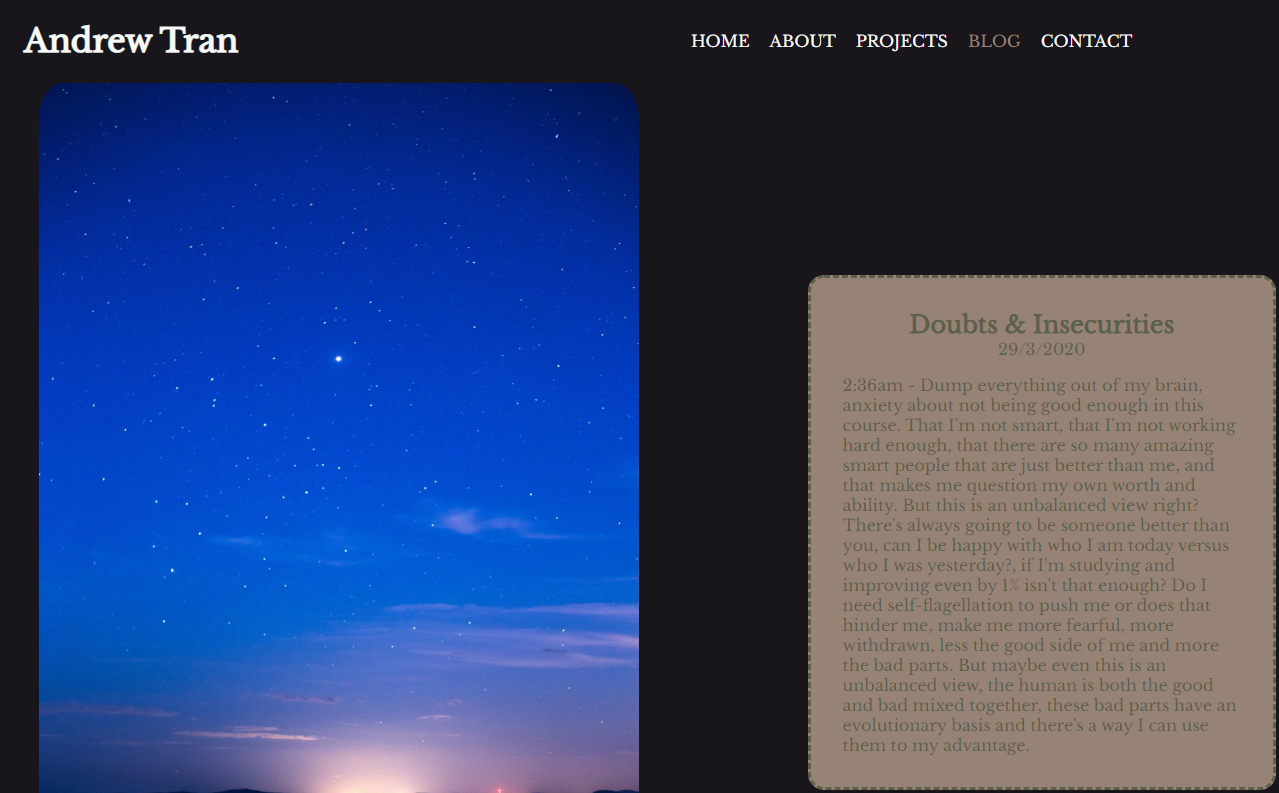 Andrew Tran
HOME ABOUT PROJECTS BLOG CONTACT
Doubts & Insecurities
29/3/2020
2:36am - Dump everything out of my brain,
anxiety about not being good enough in this
course. That I'm not smart, that I'm not working
hard enough, that there are so many amazing
smart people that are just better than me, and
that makes me question my own worth and
ability. But this is an unbalanced view right?
There's always going to be someone better than
you, can I be happy with who I am today versus
who I was yesterday?, if I'm studying and
improving even by 1% isn't that enough? Do I
need self-flagellation to push me or does that
hinder me, make me more fearful, more
withdrawn, less the good side of me and more
the bad parts. But maybe even this is an
unbalanced view, the human is both the good
and bad mixed together, these bad parts have an
evolutionary basis and there's a way I can use
them to my advantage.